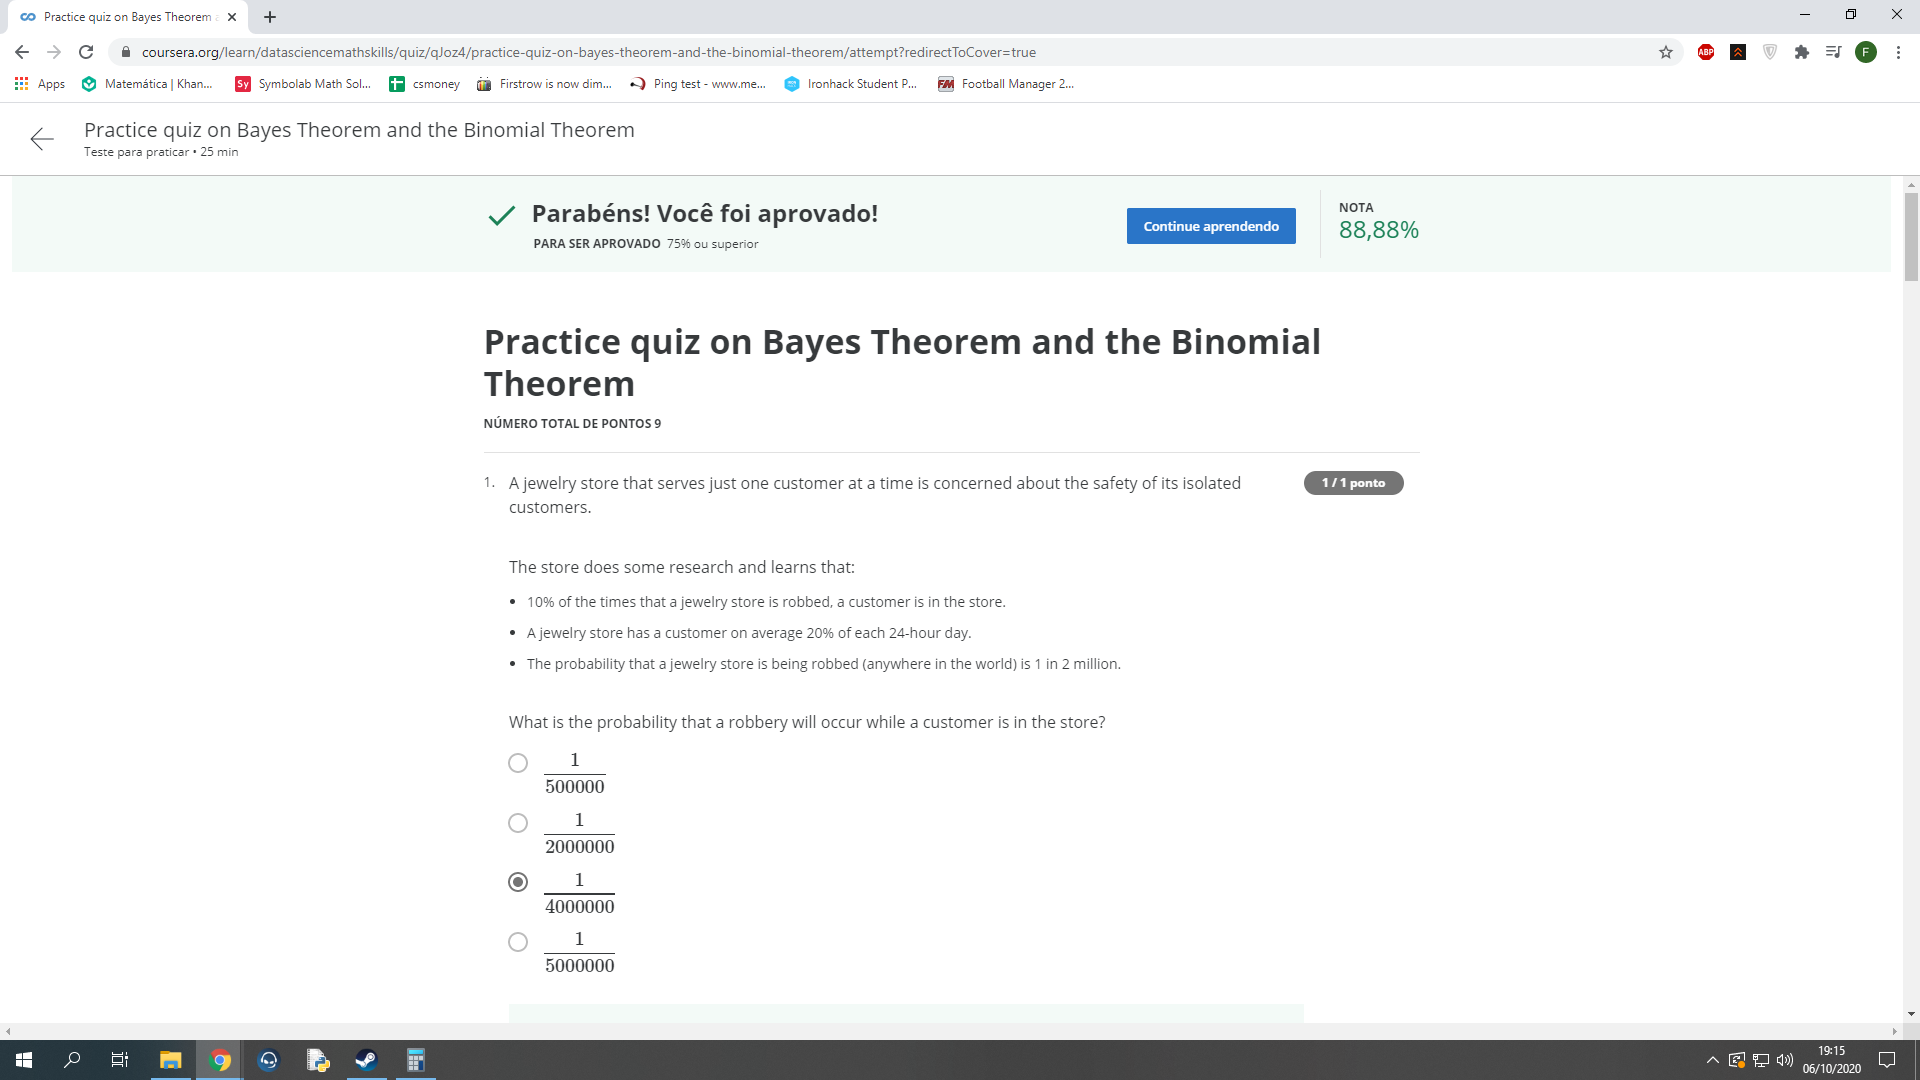 Practice quiz on Bayes Theorem a
coursera.org/learn/datasciencemathskills/quiz/qJoz4/practice-quiz-on-bayes-theorem-and-the-binomial-theorem/attempt?redirectToCover=true
ABP
F
Apps
Matemática | Khan...
Sy
Symbolab Math Sol...
csmoney
Firstrow is now dim...
Ping test - www.me...
Ironhack Student P...
FM
Football Manager 2...
Practice quiz on Bayes Theorem and the Binomial Theorem
Teste para praticar • 25 min
Parabéns! Você foi aprovado!
PARA SER APROVADO 75% ou superior
Continue aprendendo
NOTA
88,88%
Practice quiz on Bayes Theorem and the Binomial
Theorem
NÚMERO TOTAL DE PONTOS 9
1. A jewelry store that serves just one customer at a time is concerned about the safety of its isolated
customers.
1 / 1 ponto
The store does some research and learns that:
• 10% of the times that a jewelry store is robbed, a customer is in the store.
• A jewelry store has a customer on average 20% of each 24-hour day.
• The probability that a jewelry store is being robbed (anywhere in the world) is 1 in 2 million.
What is the probability that a robbery will occur while a customer is in the store?
1
500000
1
2000000
1
4000000
1
5000000
19:15
06/10/2020